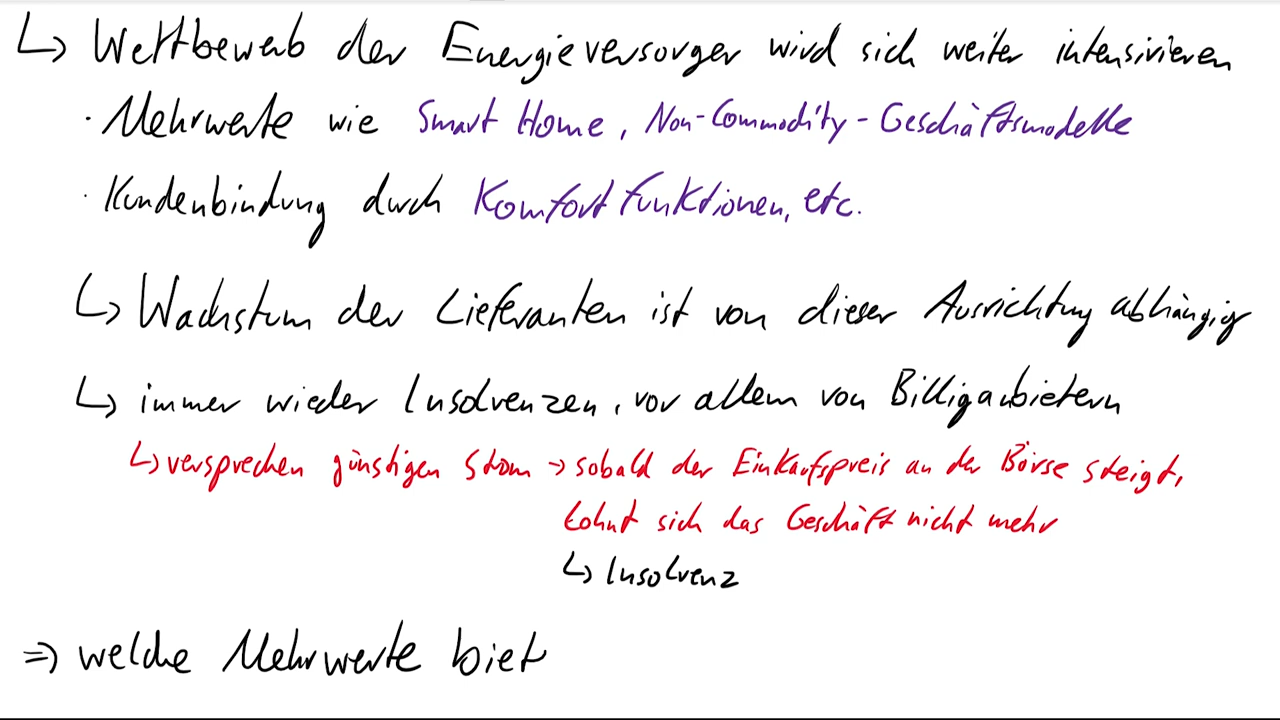 ↳ Wettbewerb der Energieversorger wird sich weiter intensivieren
· Mehrwerte wie Smart Home, Non-Commodity-Geschäftsmodelle
· Kundenbindung durch Komfortfunktionen, etc.
↳ Wachstum der Lieferanten ist von dieser Ausrichtung abhängig
↳ immer wieder Insolvenzen, vor allem von Billiganbietern
↳ versprechen günstigen Strom → sobald der Einkaufspreis an der Börse steigt,
lohnt sich das Geschäft nicht mehr
↳ Insolvenz
⇒ welche Mehrwerte biet